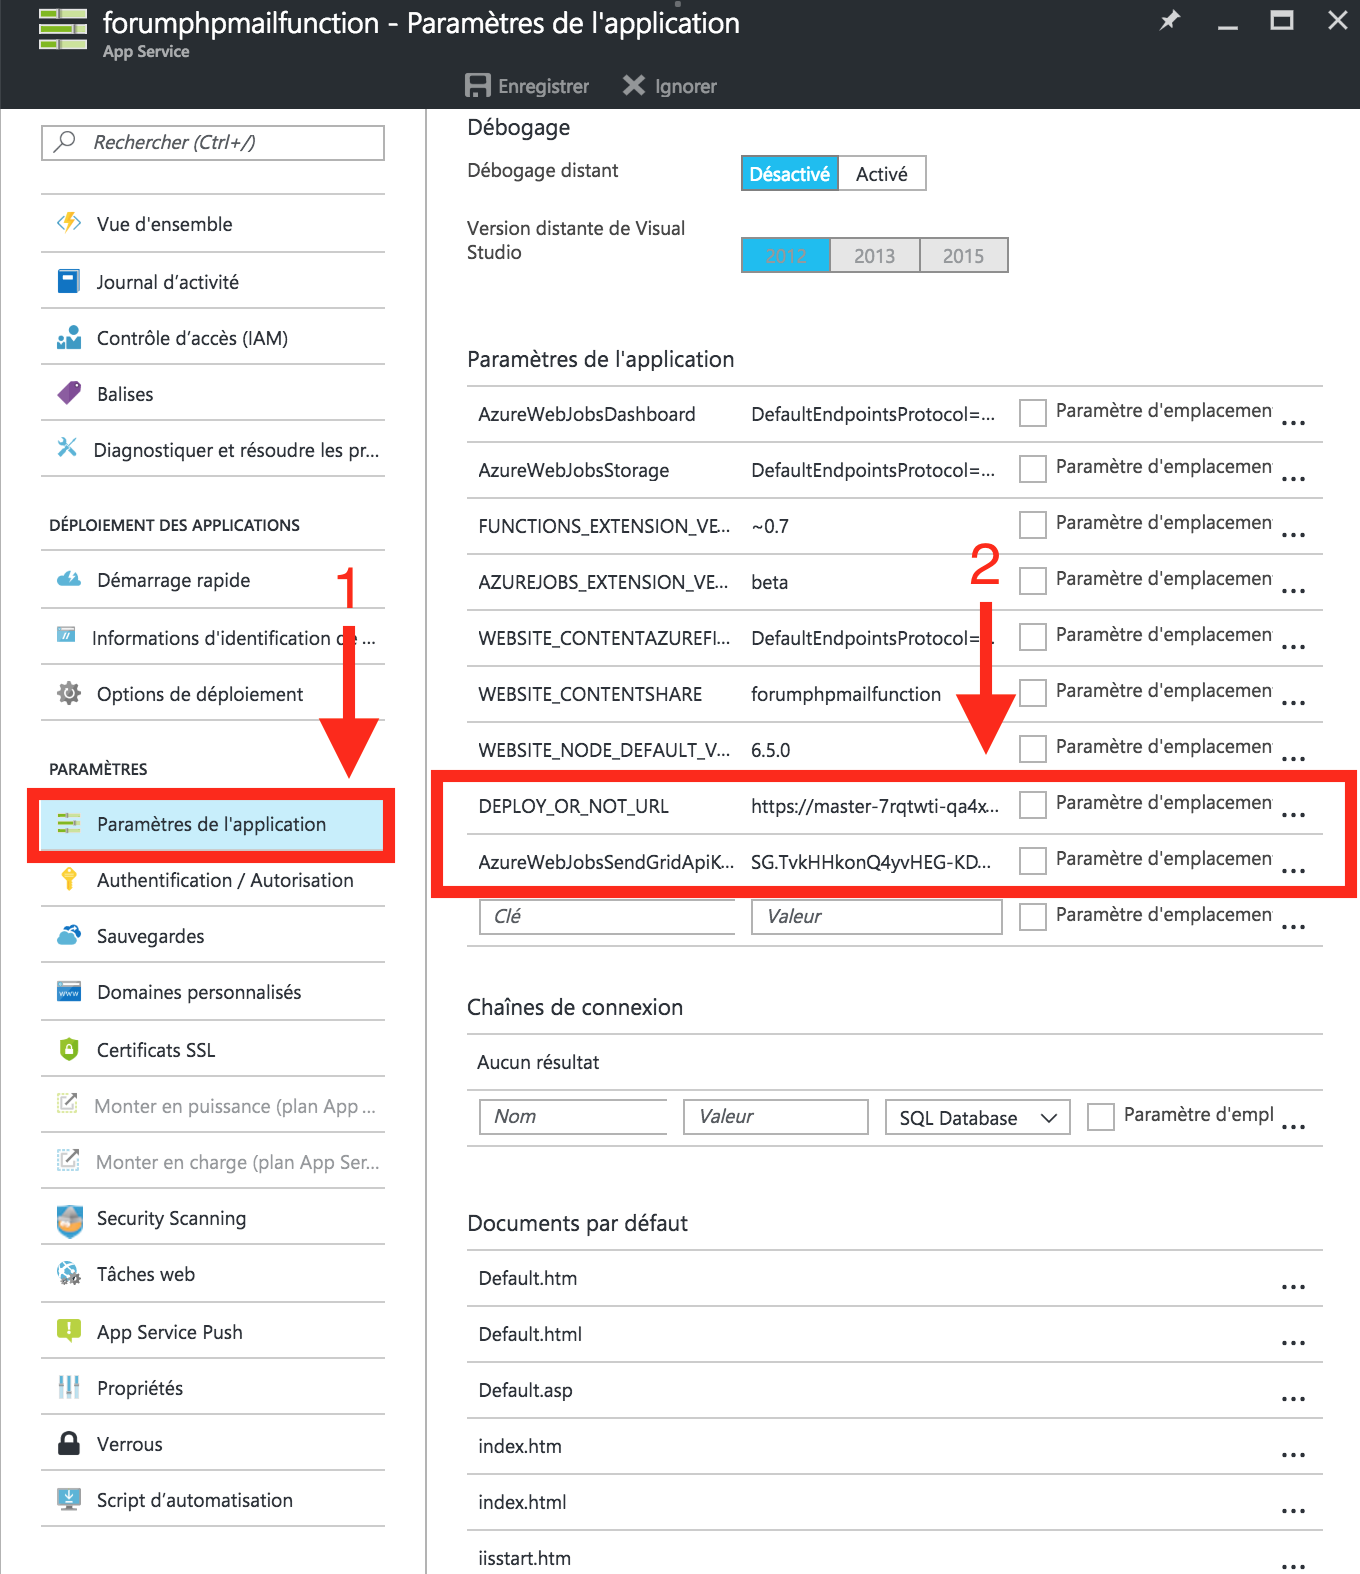 forumphpmailfunction - Paramètres de l'application
App Service
Enregistrer
Ignorer
Rechercher (Ctrl+/)
Vue d'ensemble
Journal d’activité
Contrôle d’accès (IAM)
Balises
Diagnostiquer et résoudre les pr...
DÉPLOIEMENT DES APPLICATIONS
Démarrage rapide
1
Informations d'identification de ...
Options de déploiement
PARAMÈTRES
Paramètres de l'application
Authentification / Autorisation
Sauvegardes
Domaines personnalisés
www
Certificats SSL
Monter en puissance (plan App ...
Monter en charge (plan App Ser...
Security Scanning
Tâches web
App Service Push
Propriétés
Verrous
Script d’automatisation
Débogage
Débogage distant
Désactivé Activé
Version distante de Visual
Studio
2012 2013 2015
Paramètres de l'application
AzureWebJobsDashboard DefaultEndpointsProtocol=... Paramètre d'emplacemen ...
AzureWebJobsStorage DefaultEndpointsProtocol=... Paramètre d'emplacemen ...
FUNCTIONS_EXTENSION_VE... ~0.7 Paramètre d'emplacemen ...
2
AZUREJOBS_EXTENSION_VE... beta Paramètre d'emplacemen ...
WEBSITE_CONTENTAZUREFI... DefaultEndpointsProtocol=... Paramètre d'emplacemen ...
WEBSITE_CONTENTSHARE forumphpmailfunction Paramètre d'emplacemen ...
WEBSITE_NODE_DEFAULT_V... 6.5.0 Paramètre d'emplacemen ...
DEPLOY_OR_NOT_URL https://master-7rqtwti-qa4x... Paramètre d'emplacemen ...
AzureWebJobsSendGridApiK... SG.TvkHHkonQ4yvHEG-KD... Paramètre d'emplacemen ...
Clé Valeur Paramètre d'emplacemen ...
Chaînes de connexion
Aucun résultat
Nom Valeur SQL Database Paramètre d'empl ...
Documents par défaut
Default.htm ...
Default.html ...
Default.asp ...
index.htm ...
index.html ...
iisstart.htm ...